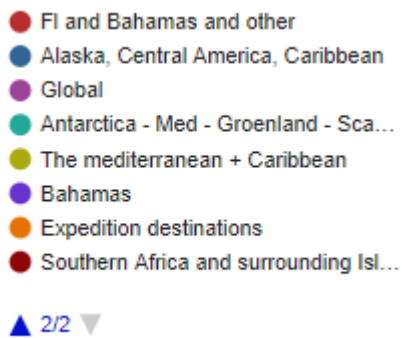 Fl and Bahamas and other
Alaska, Central America, Caribbean
Global
Antarctica - Med - Groenland - Sca...
The mediterranean + Caribbean
Bahamas
Expedition destinations
Southern Africa and surrounding Isl...
2/2